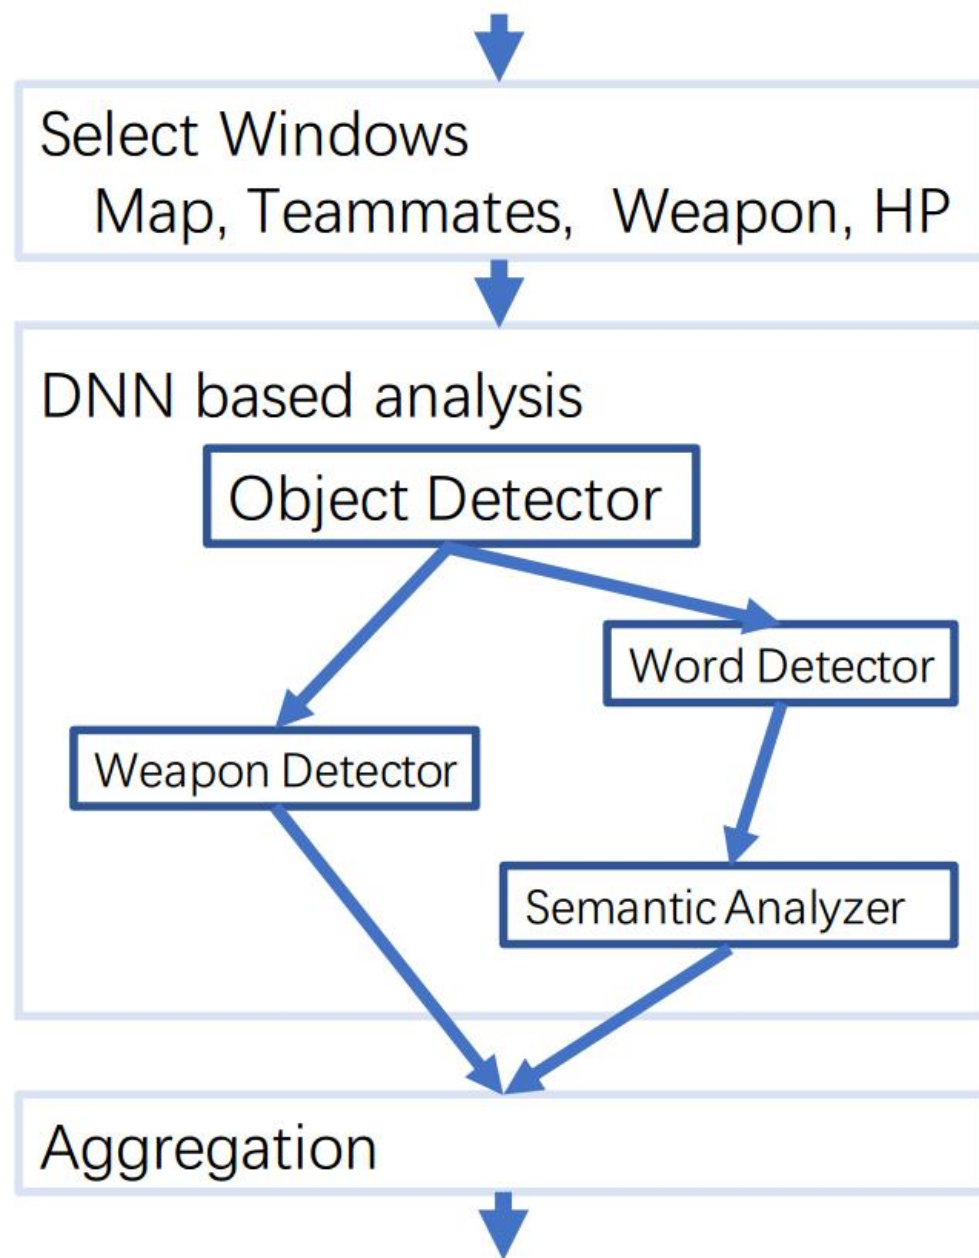 Select Windows
Map, Teammates, Weapon, HP
DNN based analysis
Object Detector
Word Detector
Weapon Detector
Semantic Analyzer
Aggregation